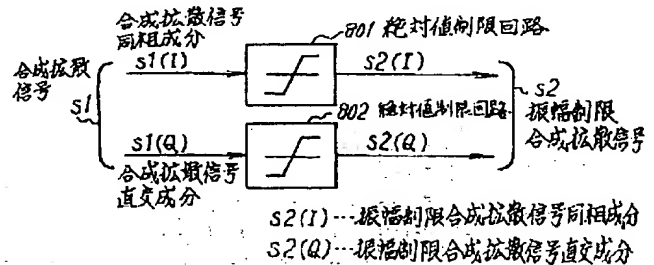 合成拡散信号
同相成分
801 絶対値制限回路
s1(I)
s2(I)
合成拡散
信号
s1
s2
振幅制限
合成拡散信号
802 絶対値制限回路
s1(Q)
s2(Q)
合成拡散信号
直交成分
s2(I)…振幅制限合成拡散信号同相成分
s2(Q)…振幅制限合成拡散信号直交成分